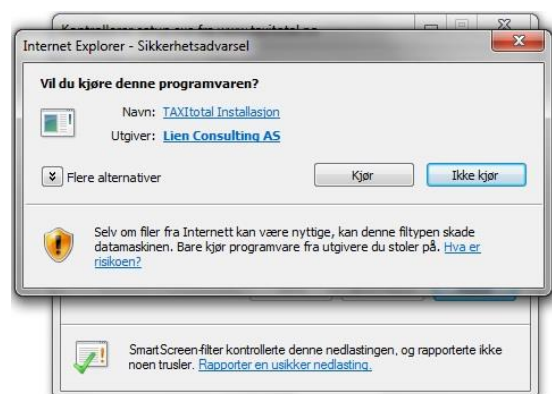 Internet Explorer - Sikkerhetsadvarsel
Vil du kjøre denne programvaren?
Navn: TAXItotal Installasjon
Utgiver: Lien Consulting AS
Flere alternativer
Kjør
Ikke kjør
Selv om filer fra Internett kan være nyttige, kan denne filtypen skade
datamaskinen. Bare kjør programvare fra utgivere du stoler på. Hva er
risikoen?
SmartScreen-filter kontrollerte denne nedlastingen, og rapporterte ikke
noen trusler. Rapporter en usikker nedlasting.